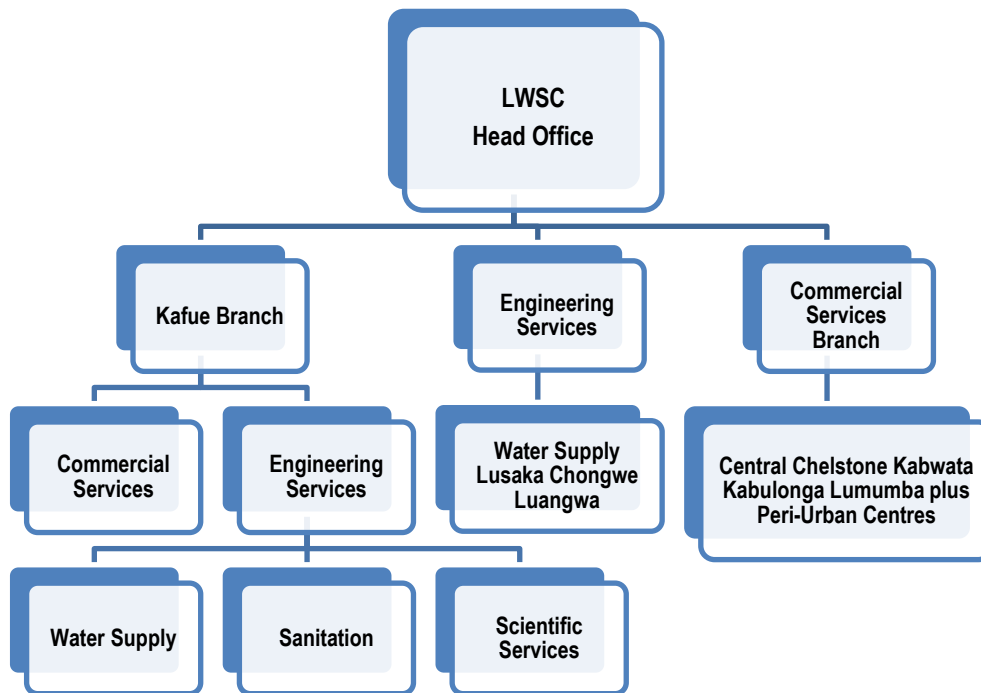 LWSC
Head Office
Kafue Branch
Engineering
Services
Commercial
Services
Branch
Commercial
Services
Engineering
Services
Water Supply
Lusaka Chongwe
Luangwa
Central Chelstone Kabwata
Kabulonga Lumumba plus
Peri-Urban Centres
Water Supply
Sanitation
Scientific
Services